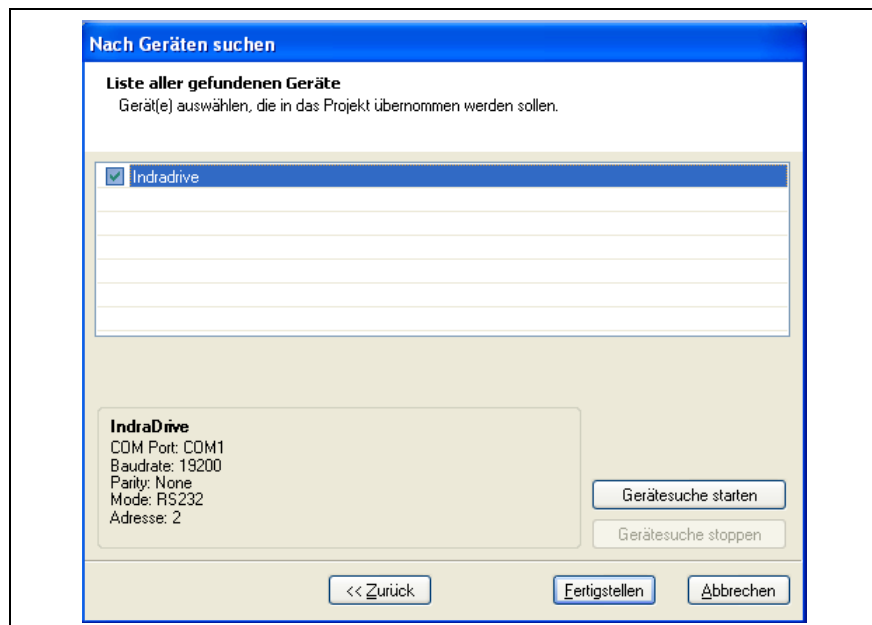 Nach Geräten suchen
Liste aller gefundenen Geräte
Gerät(e) auswählen, die in das Projekt übernommen werden sollen.
Indradrive
IndraDrive
COM Port: COM1
Baudrate: 19200
Parity: None
Mode: RS232
Adresse: 2
Gerätesuche starten
Gerätesuche stoppen
<< Zurück
Fertigstellen
Abbrechen